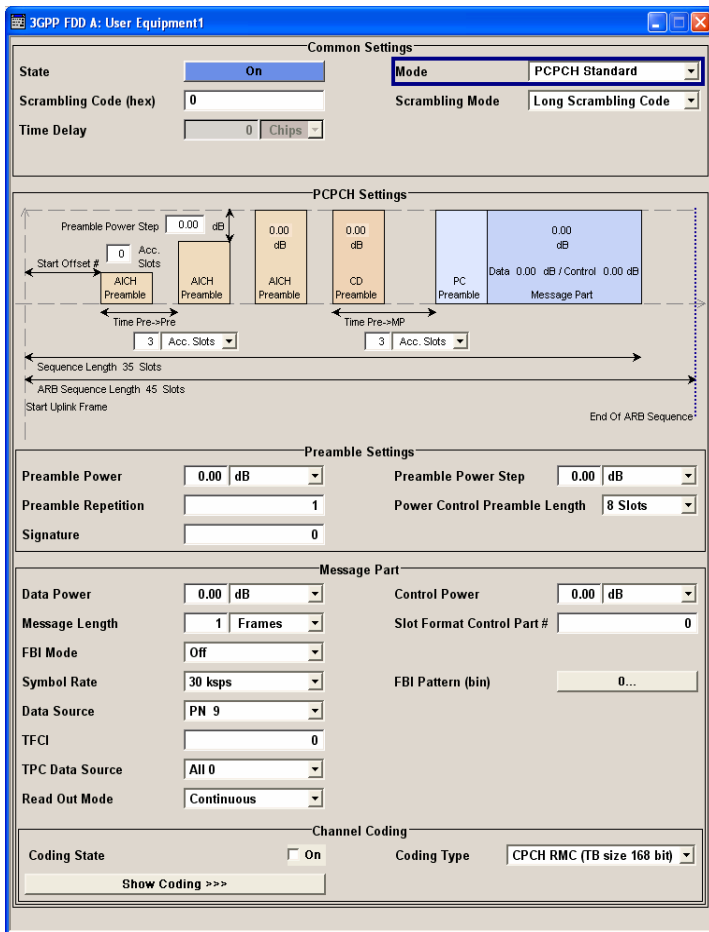 3GPP FDD A: User Equipment1
Common Settings
State On Mode PCPCH Standard
Scrambling Code (hex) 0 Scrambling Mode Long Scrambling Code
Time Delay 0 Chips
PCPCH Settings
Preamble Power Step 0.00 dB
Start Offset # 0 Acc. Slots
AICH Preamble
AICH Preamble
0.00 dB AICH Preamble
0.00 dB CD Preamble
PC Preamble
0.00 dB
Data 0.00 dB / Control 0.00 dB
Message Part
Time Pre->Pre Time Pre->MP
3 Acc. Slots 3 Acc. Slots
Sequence Length 35 Slots
ARB Sequence Length 45 Slots
Start Uplink Frame
End Of ARB Sequence
Preamble Settings
Preamble Power 0.00 dB Preamble Power Step 0.00 dB
Preamble Repetition 1 Power Control Preamble Length 8 Slots
Signature 0
Message Part
Data Power 0.00 dB Control Power 0.00 dB
Message Length 1 Frames Slot Format Control Part # 0
FBI Mode Off
Symbol Rate 30 ksps FBI Pattern (bin) 0...
Data Source PN 9
TFCI 0
TPC Data Source All 0
Read Out Mode Continuous
Channel Coding
Coding State On Coding Type CPCH RMC (TB size 168 bit)
Show Coding >>>